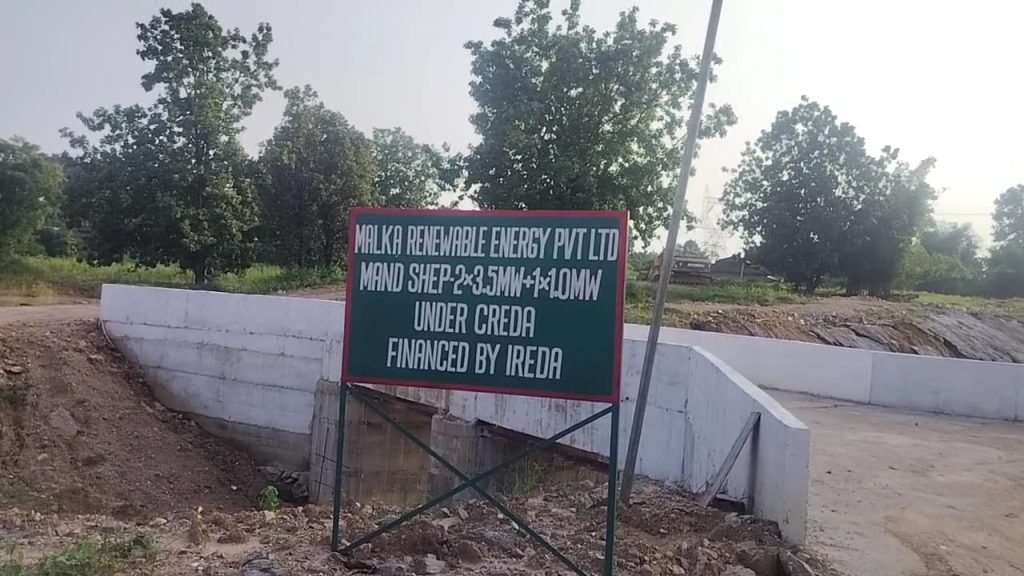 MALKA RENEWABLE ENERGY PVT LTD
MAND SHEP-2×3.5MW+1×1.0MW
UNDER CREDA
FINANCED BY IREDA